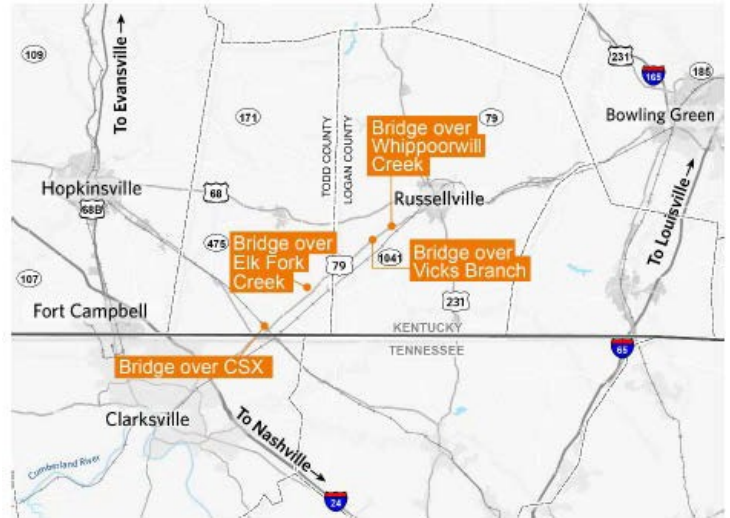 To Evansville →
109
171
TODD COUNTY
LOGAN COUNTY
Bridge over
Whippoorwill
Creek
79
231
165
185
Bowling Green
Hopkinsville
68B
68
Russellville
475
Bridge over
Elk Fork
Creek
79
1041
Bridge over
Vicks Branch
To Louisville →
107
Fort Campbell
231
KENTUCKY
TENNESSEE
65
Bridge over CSX
Clarksville
To Nashville →
Cumberland River
24